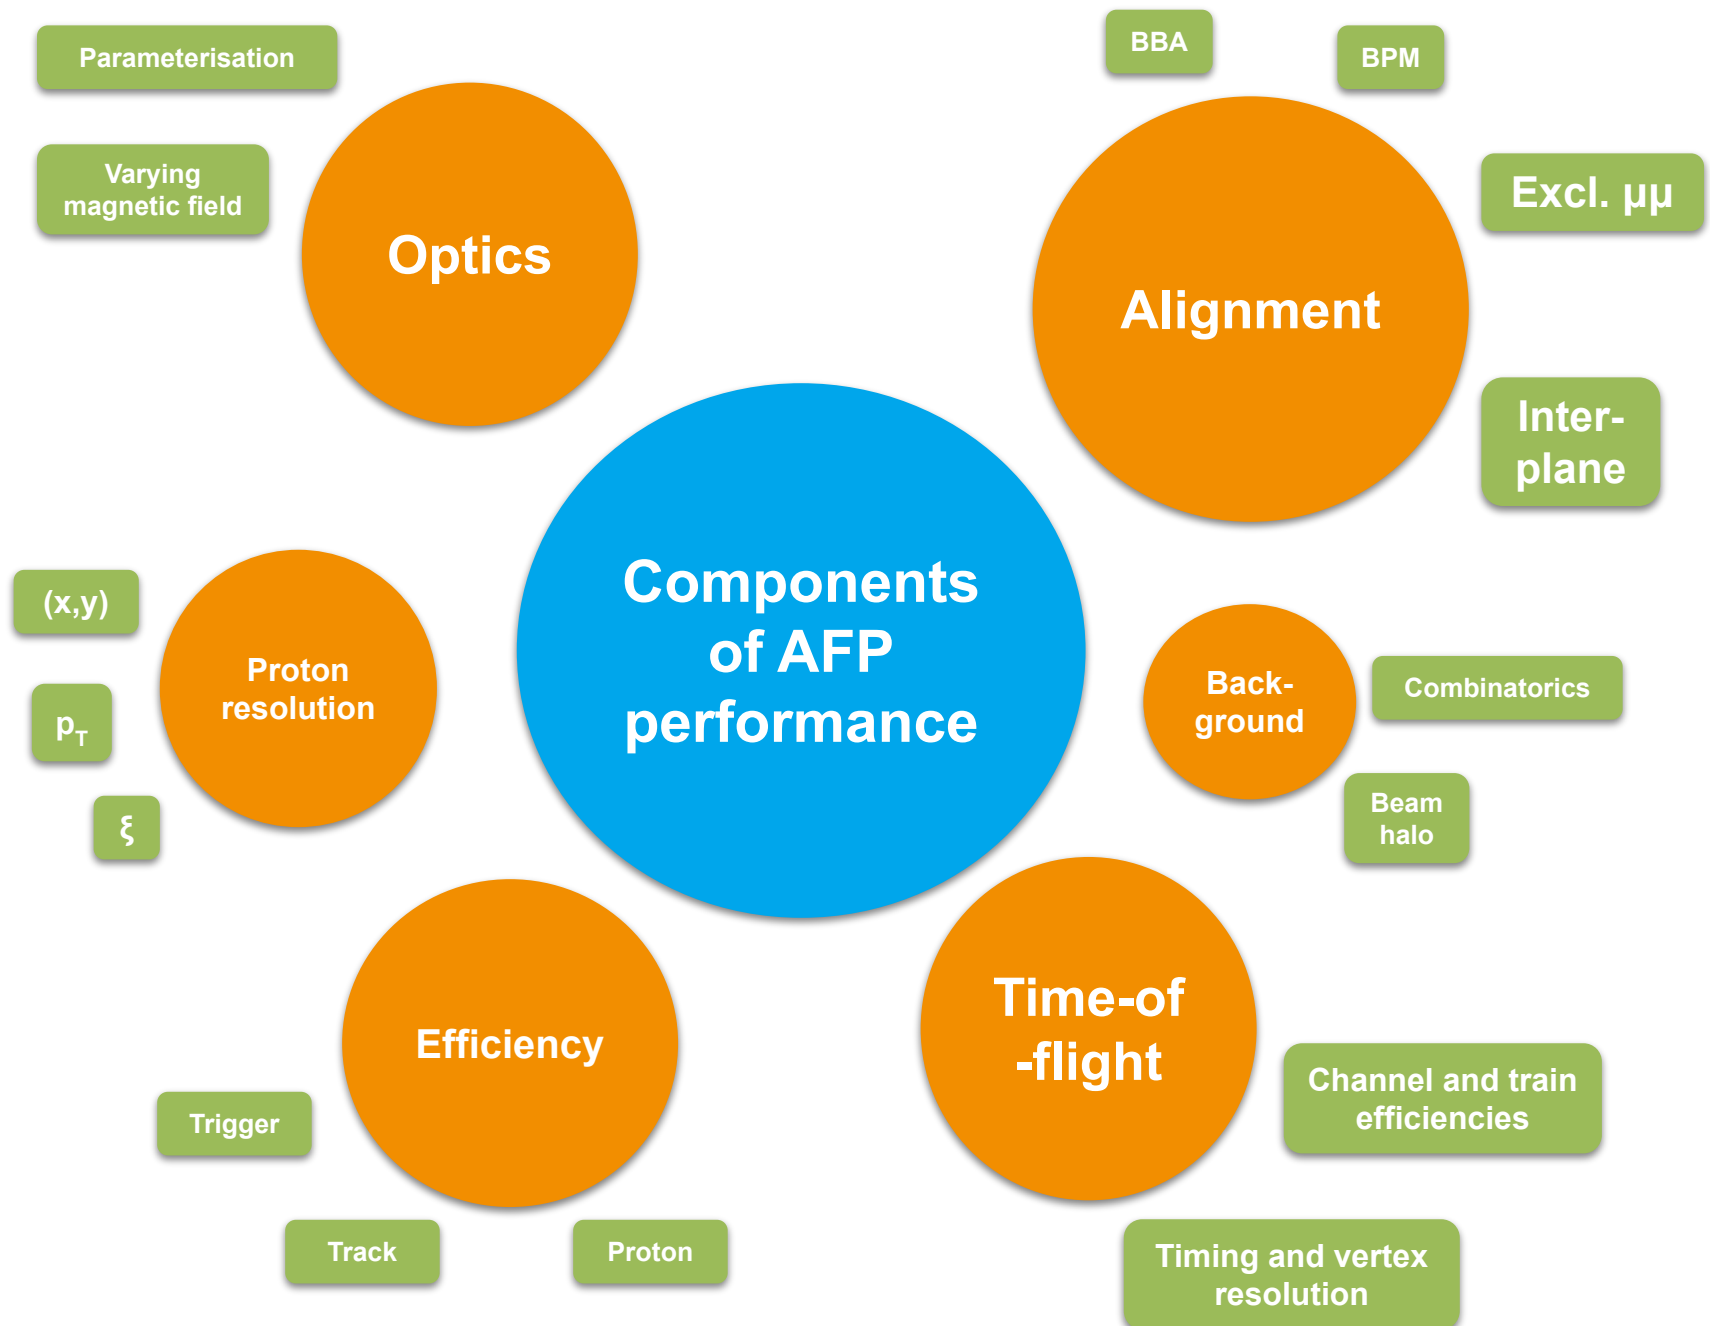 Parameterisation
Varying
magnetic field
Optics
BBA
BPM
Excl. μμ
Alignment
Inter-
plane
Components
of AFP
performance
(x,y)
pT
ξ
Proton
resolution
Back-
ground
Combinatorics
Beam
halo
Efficiency
Trigger
Track
Proton
Time-of
-flight
Channel and train
efficiencies
Timing and vertex
resolution